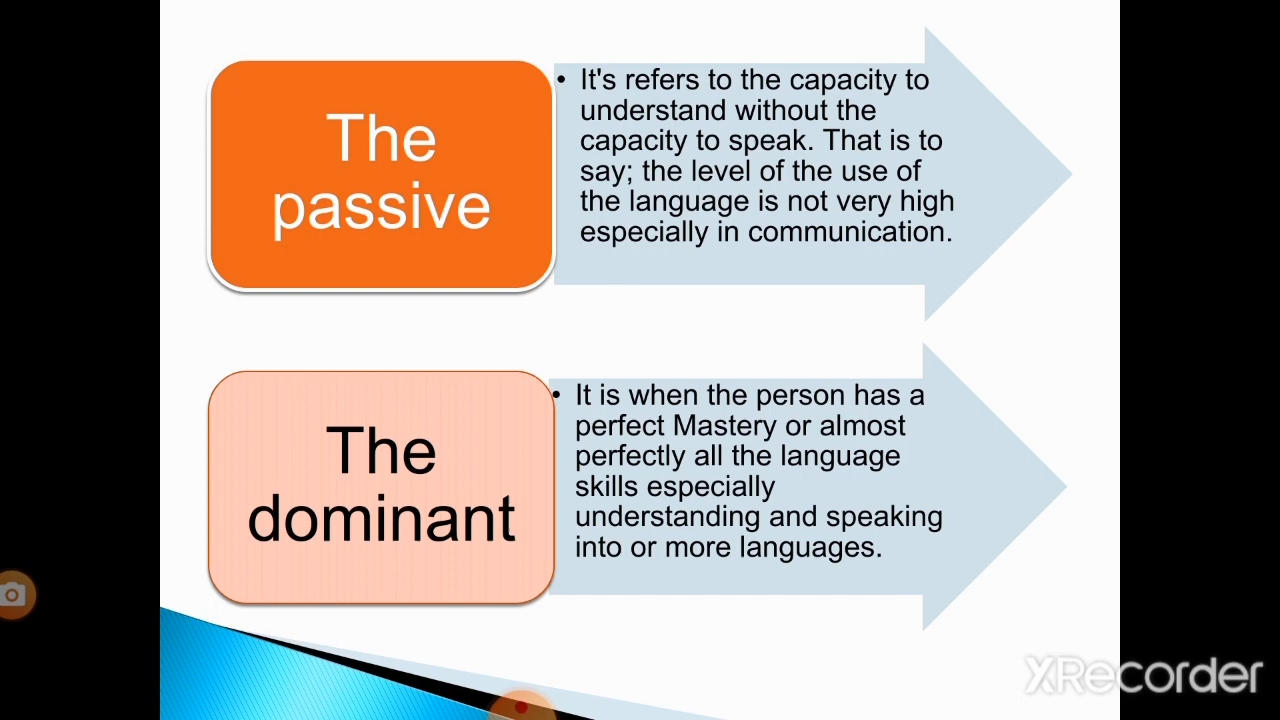 The
passive
• It's refers to the capacity to
understand without the
capacity to speak. That is to
say; the level of the use of
the language is not very high
especially in communication.
The
dominant
• It is when the person has a
perfect Mastery or almost
perfectly all the language
skills especially
understanding and speaking
into or more languages.
XRecorder